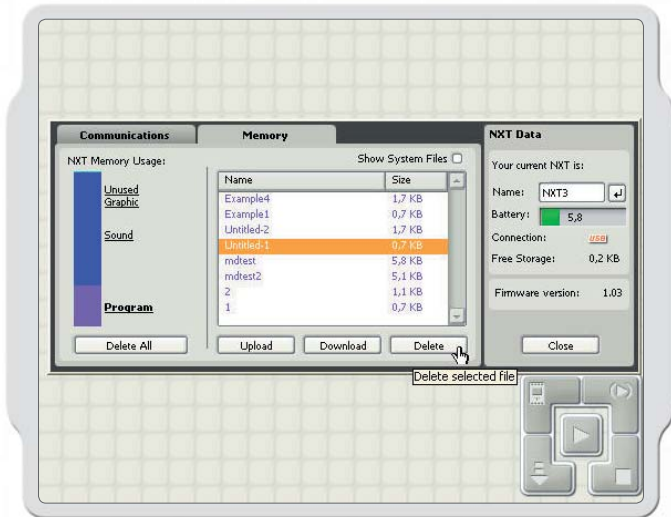 Communications
Memory
NXT Data
NXT Memory Usage:
Show System Files
Unused
Graphic
Sound
Program
Name Size
Example4 1,7 KB
Example1 0,7 KB
Untitled-2 1,7 KB
Untitled-1 0,7 KB
mdtest 5,8 KB
mdtest2 5,1 KB
2 1,1 KB
1 0,7 KB
Delete All
Upload
Download
Delete
Delete selected file
Your current NXT is:
Name: NXT3
Battery: 5,8
Connection: USB
Free Storage: 0,2 KB
Firmware version: 1.03
Close